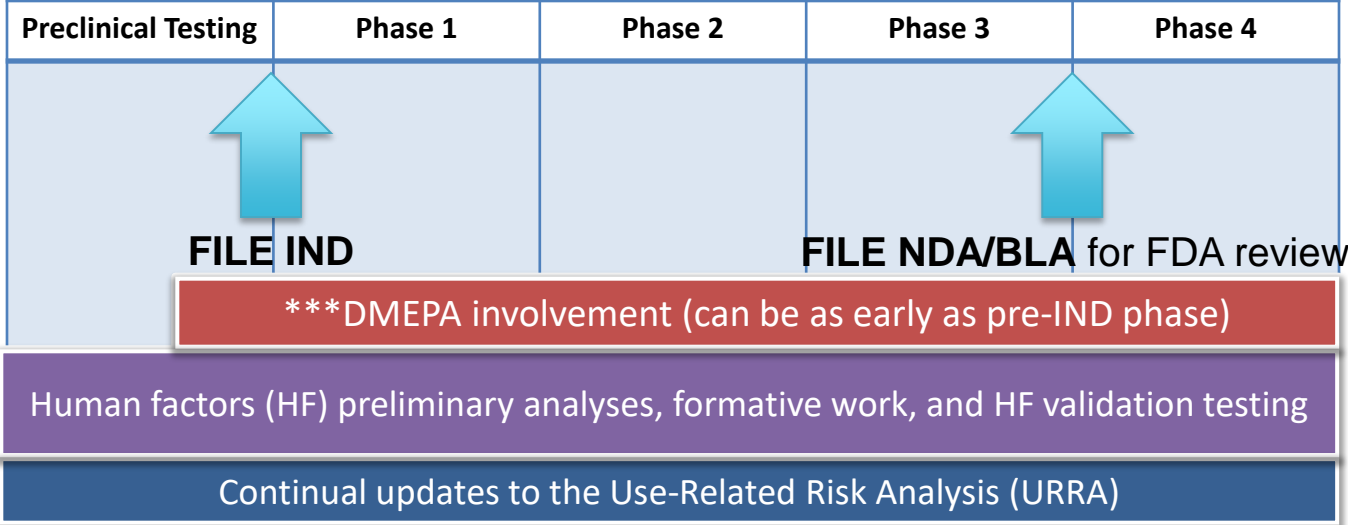 Preclinical Testing Phase 1 Phase 2 Phase 3 Phase 4
FILE IND
FILE NDA/BLA for FDA review
***DMEPA involvement (can be as early as pre-IND phase)
Human factors (HF) preliminary analyses, formative work, and HF validation testing
Continual updates to the Use-Related Risk Analysis (URRA)